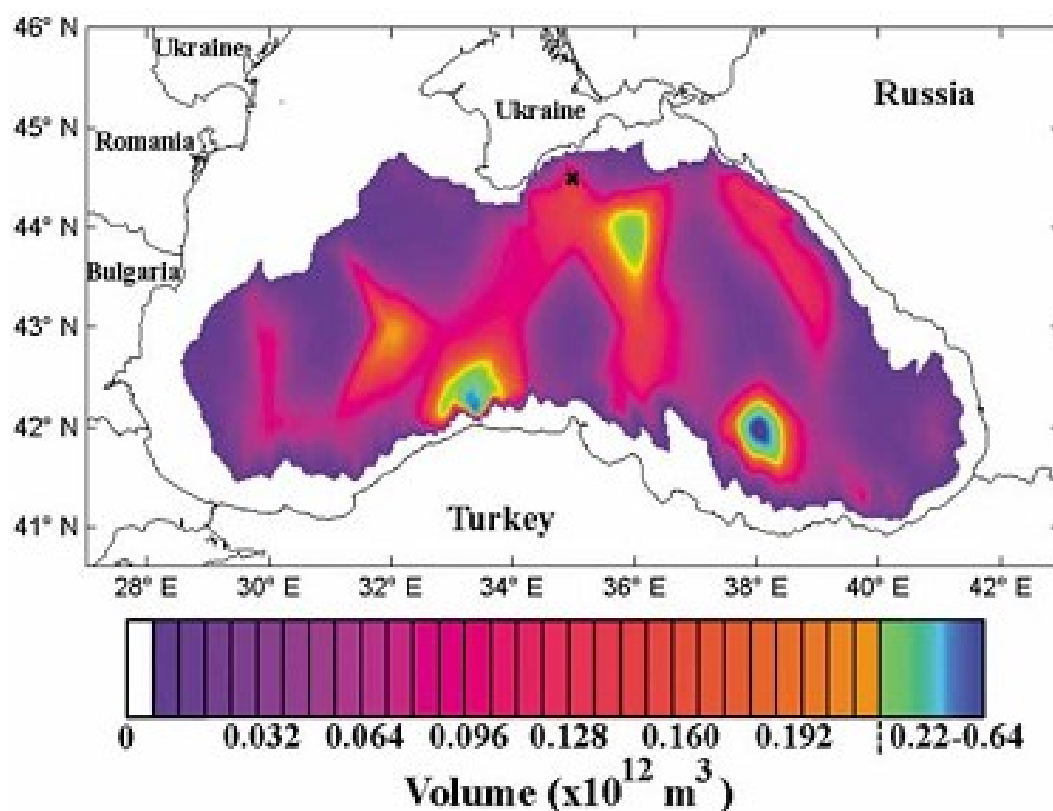 46° N
Ukraine
Russia
Ukraine
45° N
Romania
44° N
Bulgaria
43° N
42° N
41° N
Turkey
28° E 30° E 32° E 34° E 36° E 38° E 40° E 42° E
0 0.032 0.064 0.096 0.128 0.160 0.192 0.22-0.64
Volume (x10¹² m³)